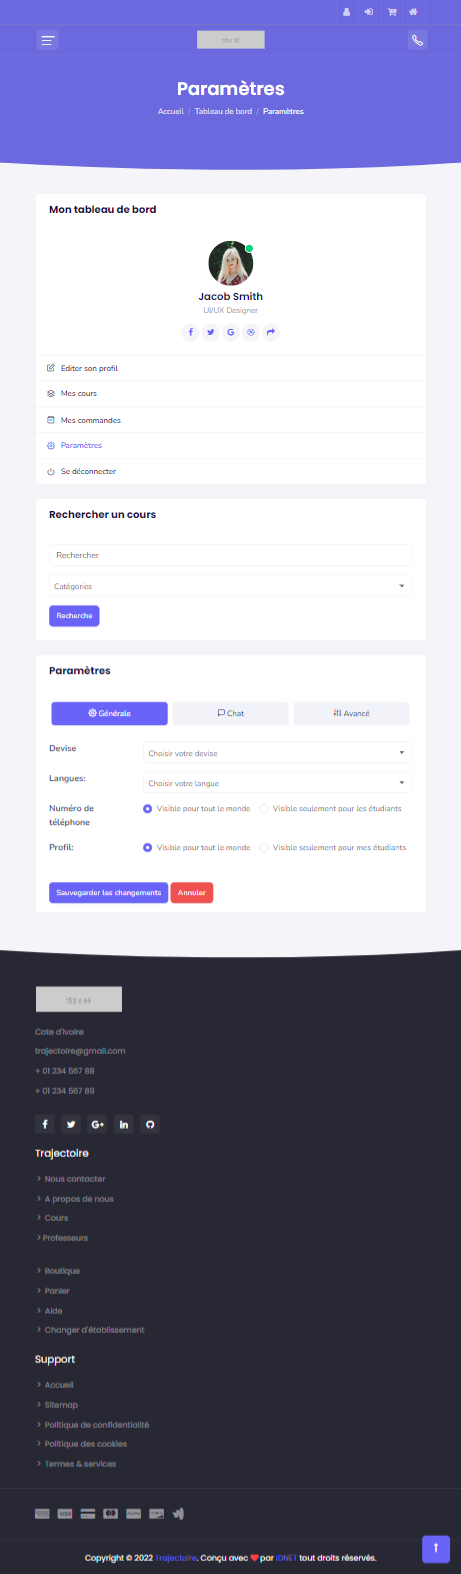 Paramètres
Accueil / Tableau de bord / Paramètres
Mon tableau de bord
Jacob Smith
UI/UX Designer
Editer son profil
Mes cours
Mes commandes
Paramètres
Se déconnecter
Rechercher un cours
Rechercher
Catégories
Recherche
Paramètres
Générale Chat Avancé
Devise Choisir votre devise
Langues: Choisir votre langue
Numéro de téléphone Visible pour tout le monde Visible seulement pour les étudiants
Profil: Visible pour tout le monde Visible seulement pour mes étudiants
Sauvegarder les changements Annuler
153 x 44
Cote d'Ivoire
trajectoire@gmail.com
+ 01 234 567 88
+ 01 234 567 89
Trajectoire
Nous contacter
A propos de nous
Cours
Professeurs
Boutique
Panier
Aide
Changer d'établissement
Support
Accueil
Sitemap
Politique de confidentialité
Politique des cookies
Termes & services
Copyright © 2022 Trajectoire. Conçu avec ❤ par IDNET tout droits réservés.